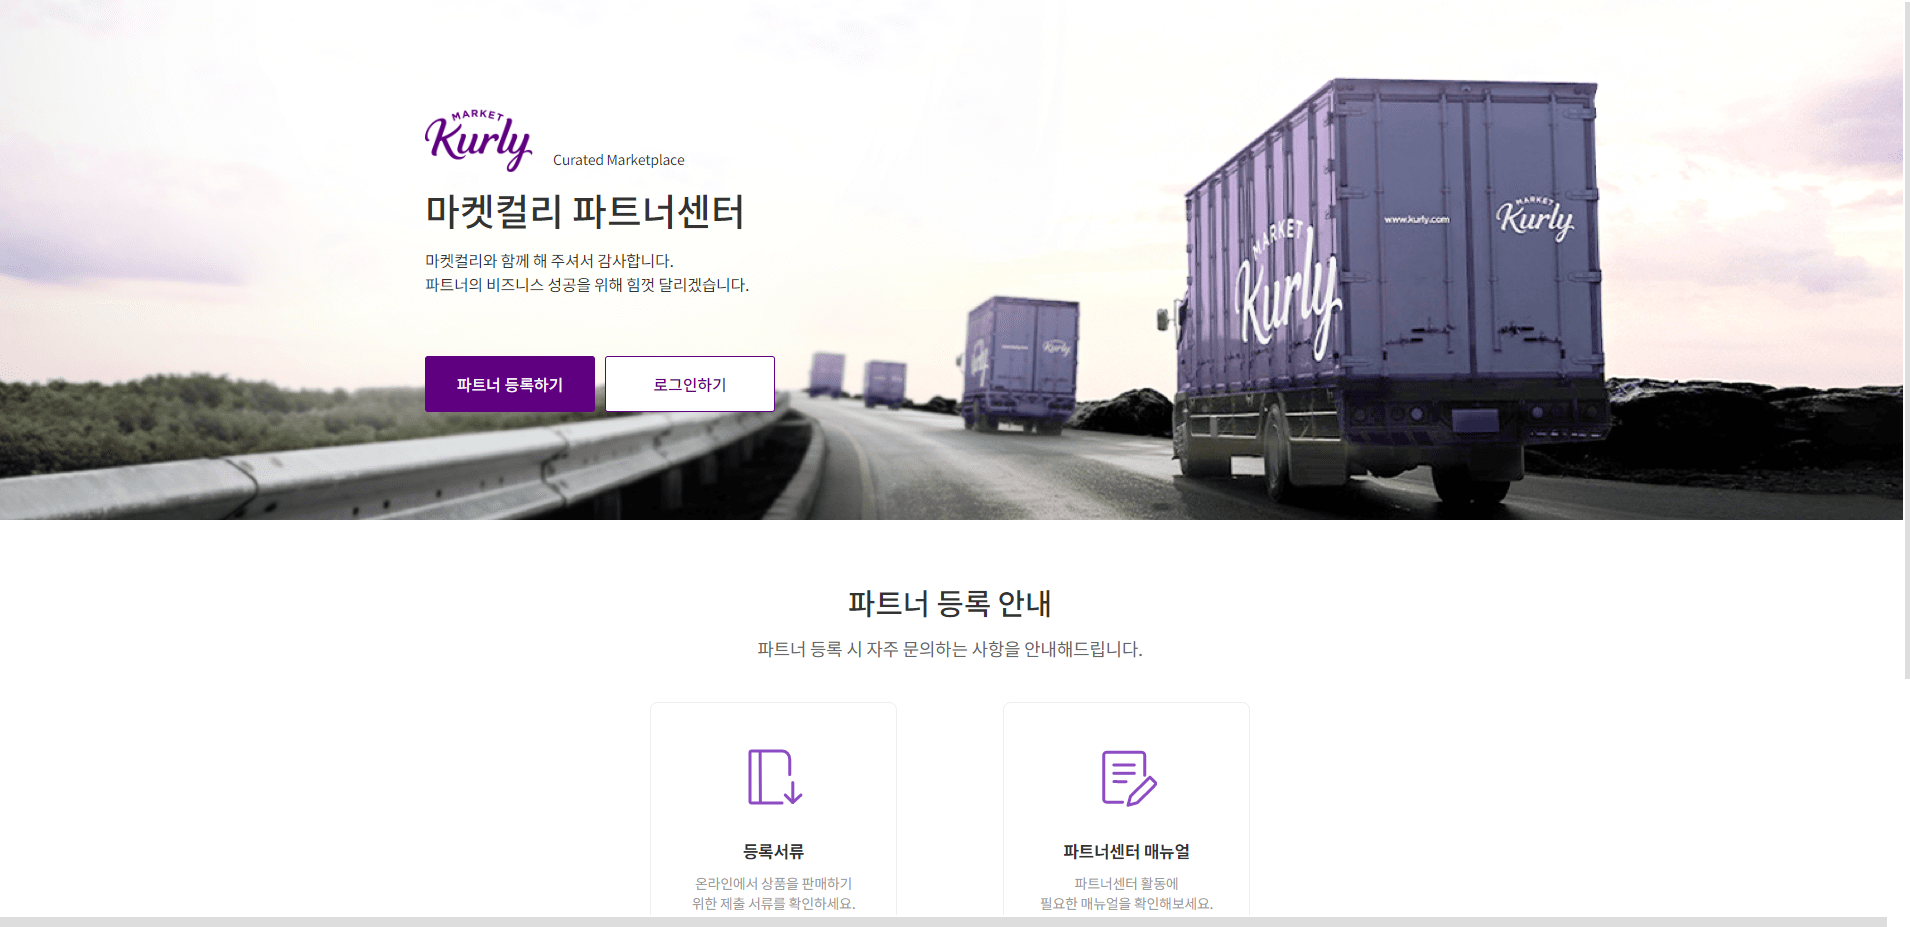 MARKET
Kurly
Curated Marketplace
마켓컬리 파트너센터
마켓컬리와 함께 해 주셔서 감사합니다.
파트너의 비즈니스 성공을 위해 힘껏 달리겠습니다.
파트너 등록하기
로그인하기
MARKET
Kurly
www.kurly.com
MARKET
Kurly
Kurly
파트너 등록 안내
파트너 등록 시 자주 문의하는 사항을 안내해드립니다.
등록서류
온라인에서 상품을 판매하기
위한 제출 서류를 확인하세요.
파트너센터 매뉴얼
파트너센터 활동에
필요한 매뉴얼을 확인해보세요.